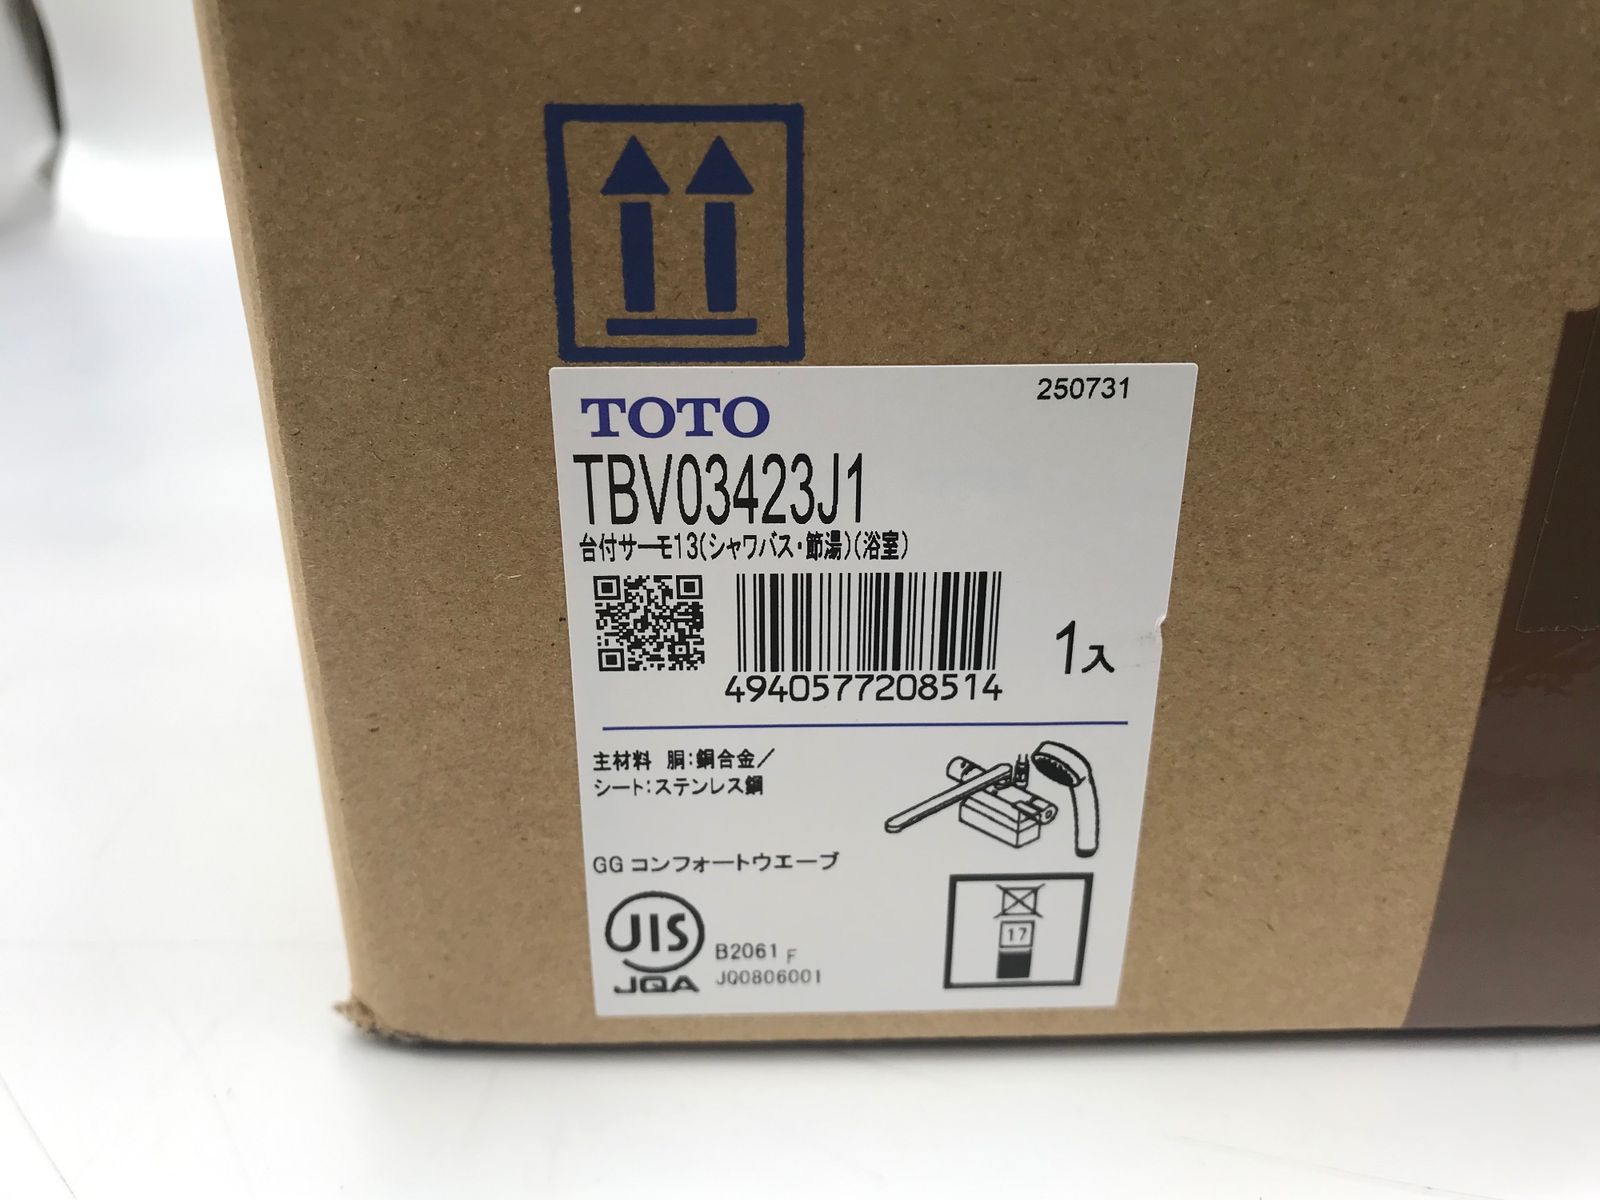 250731
TOTO
TBV03423J1
台付サーモ13(シャワバス・節湯)(浴室)
1入
4940577208514
主材料 胴:銅合金/
シート:ステンレス鋼
GG コンフォートウエーブ
JIS
JQA
B2061 F
JQ0806001
17